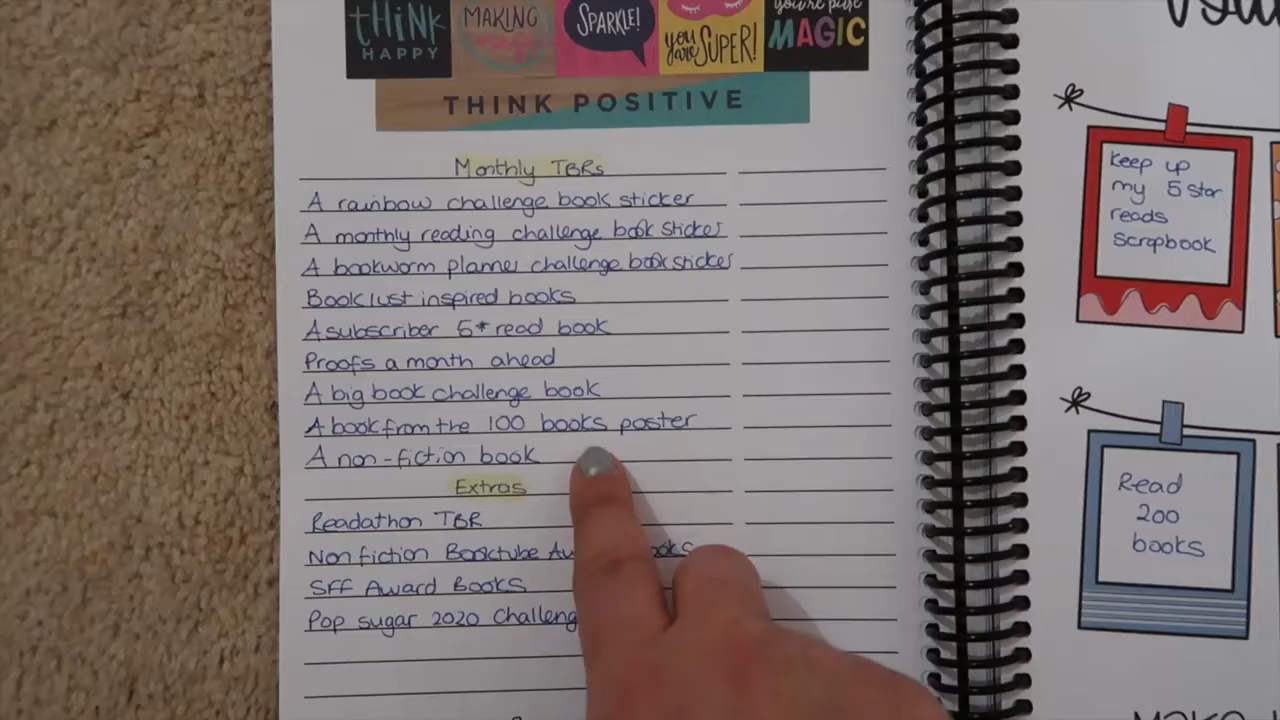 THINK HAPPY
MAKING
SPARKLE!
you are SUPER!
you're pure MAGIC
THINK POSITIVE
Monthly TBRs
A rainbow challenge book sticker
A monthly reading challenge book sticker
A bookworm planner challenge book sticker
Booklust inspired books
A subscriber 5* read book
Proofs a month ahead
A big book challenge book
A book from the 100 books poster
A non-fiction book
Extras
Readathon TBR
Non fiction Booktube
SFF Award Books
Pop sugar 2020
Keep up
my 5 star
reads
scrapbook
Read
200
books